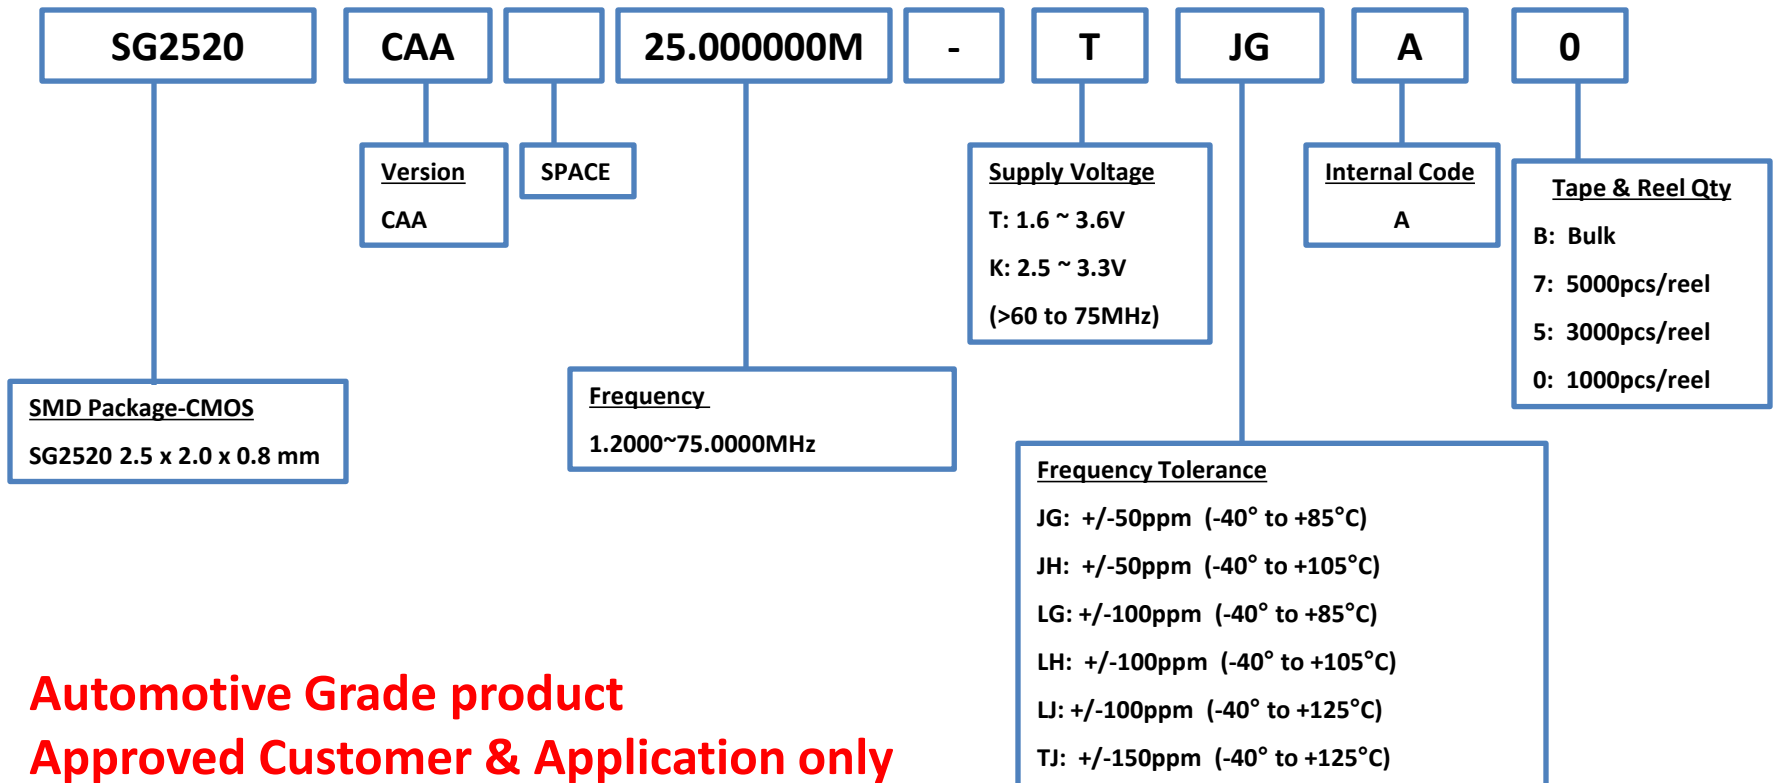 SG2520 CAA 25.000000M - T JG A 0
Version
CAA
SPACE
Supply Voltage
T: 1.6 ~ 3.6V
K: 2.5 ~ 3.3V
(>60 to 75MHz)
Internal Code
A
Tape & Reel Qty
B: Bulk
7: 5000pcs/reel
5: 3000pcs/reel
0: 1000pcs/reel
SMD Package-CMOS
SG2520 2.5 x 2.0 x 0.8 mm
Frequency
1.2000~75.0000MHz
Frequency Tolerance
JG: +/-50ppm (-40° to +85°C)
JH: +/-50ppm (-40° to +105°C)
LG: +/-100ppm (-40° to +85°C)
LH: +/-100ppm (-40° to +105°C)
LJ: +/-100ppm (-40° to +125°C)
TJ: +/-150ppm (-40° to +125°C)
Automotive Grade product
Approved Customer & Application only